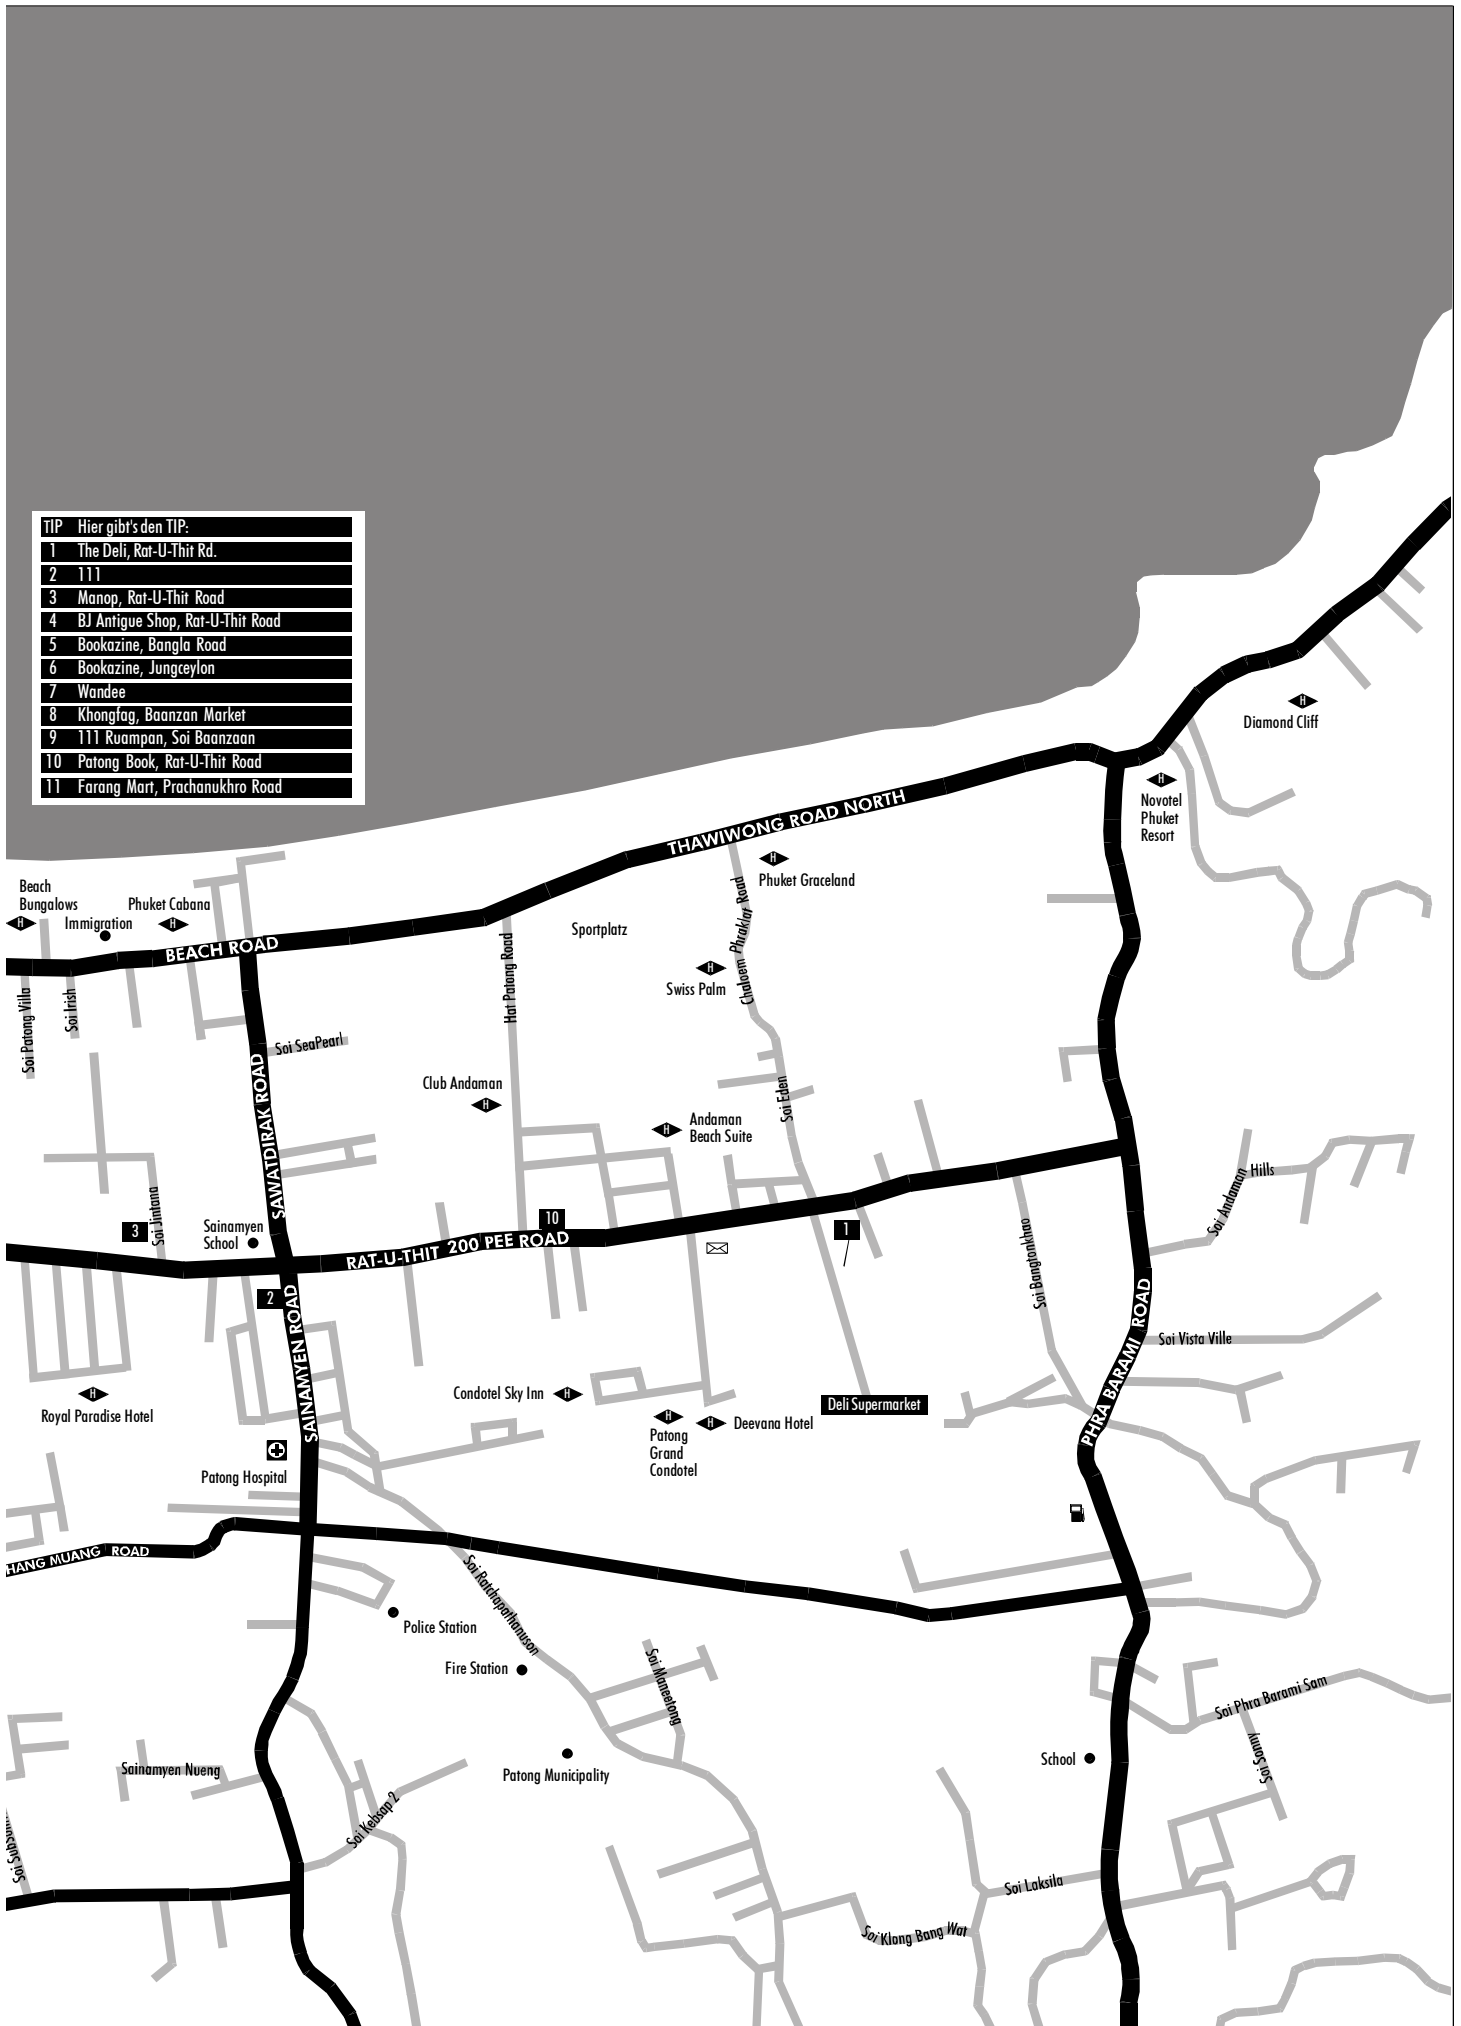 TIP Hier gibt's den TIP:
1 The Deli, Rat-U-Thit Rd.
2 111
3 Manop, Rat-U-Thit Road
4 BJ Antigue Shop, Rat-U-Thit Road
5 Bookazine, Bangla Road
6 Bookazine, Jungceylon
7 Wandee
8 Khongfag, Baanzan Market
9 111 Ruampan, Soi Baanzaan
10 Patong Book, Rat-U-Thit Road
11 Farang Mart, Prachanukhro Road
H
Diamond Cliff
H
Novotel
Phuket
Resort
THAWIWONG ROAD NORTH
H
Phuket Graceland
Beach
Bungalows
H
Immigration
Phuket Cabana
H
BEACH ROAD
Sportplatz
Chalaem Phraklat Road
Hat Patong Road
H
Swiss Palm
Soi Patong Villa
Soi Irish
Soi SeaPearl
Club Andaman
H
SAWATDIRAK ROAD
Soi Eden
H
Andaman
Beach Suite
Soi Andaman Hills
Soi Jintana
3
Sainamyen
School
10
1
RAT-U-THIT 200 PEE ROAD
Soi Bangtonkhao
2
SAINAMYEN ROAD
PHRA BARAMI ROAD
Soi Vista Ville
H
Royal Paradise Hotel
Condotel Sky Inn
H
Deli Supermarket
H
Patong
Grand
Condotel
H
Deevana Hotel
Patong Hospital
HANG MUANG ROAD
Soi Ratchapathanuson
Police Station
Fire Station
Soi Maneetong
Soi Phra Barami Sam
Soi Sonny
School
Patong Municipality
Sainamyen Nueng
Soi Kebsap 2
Soi
Soi Laksila
Soi Klong Bang Wat